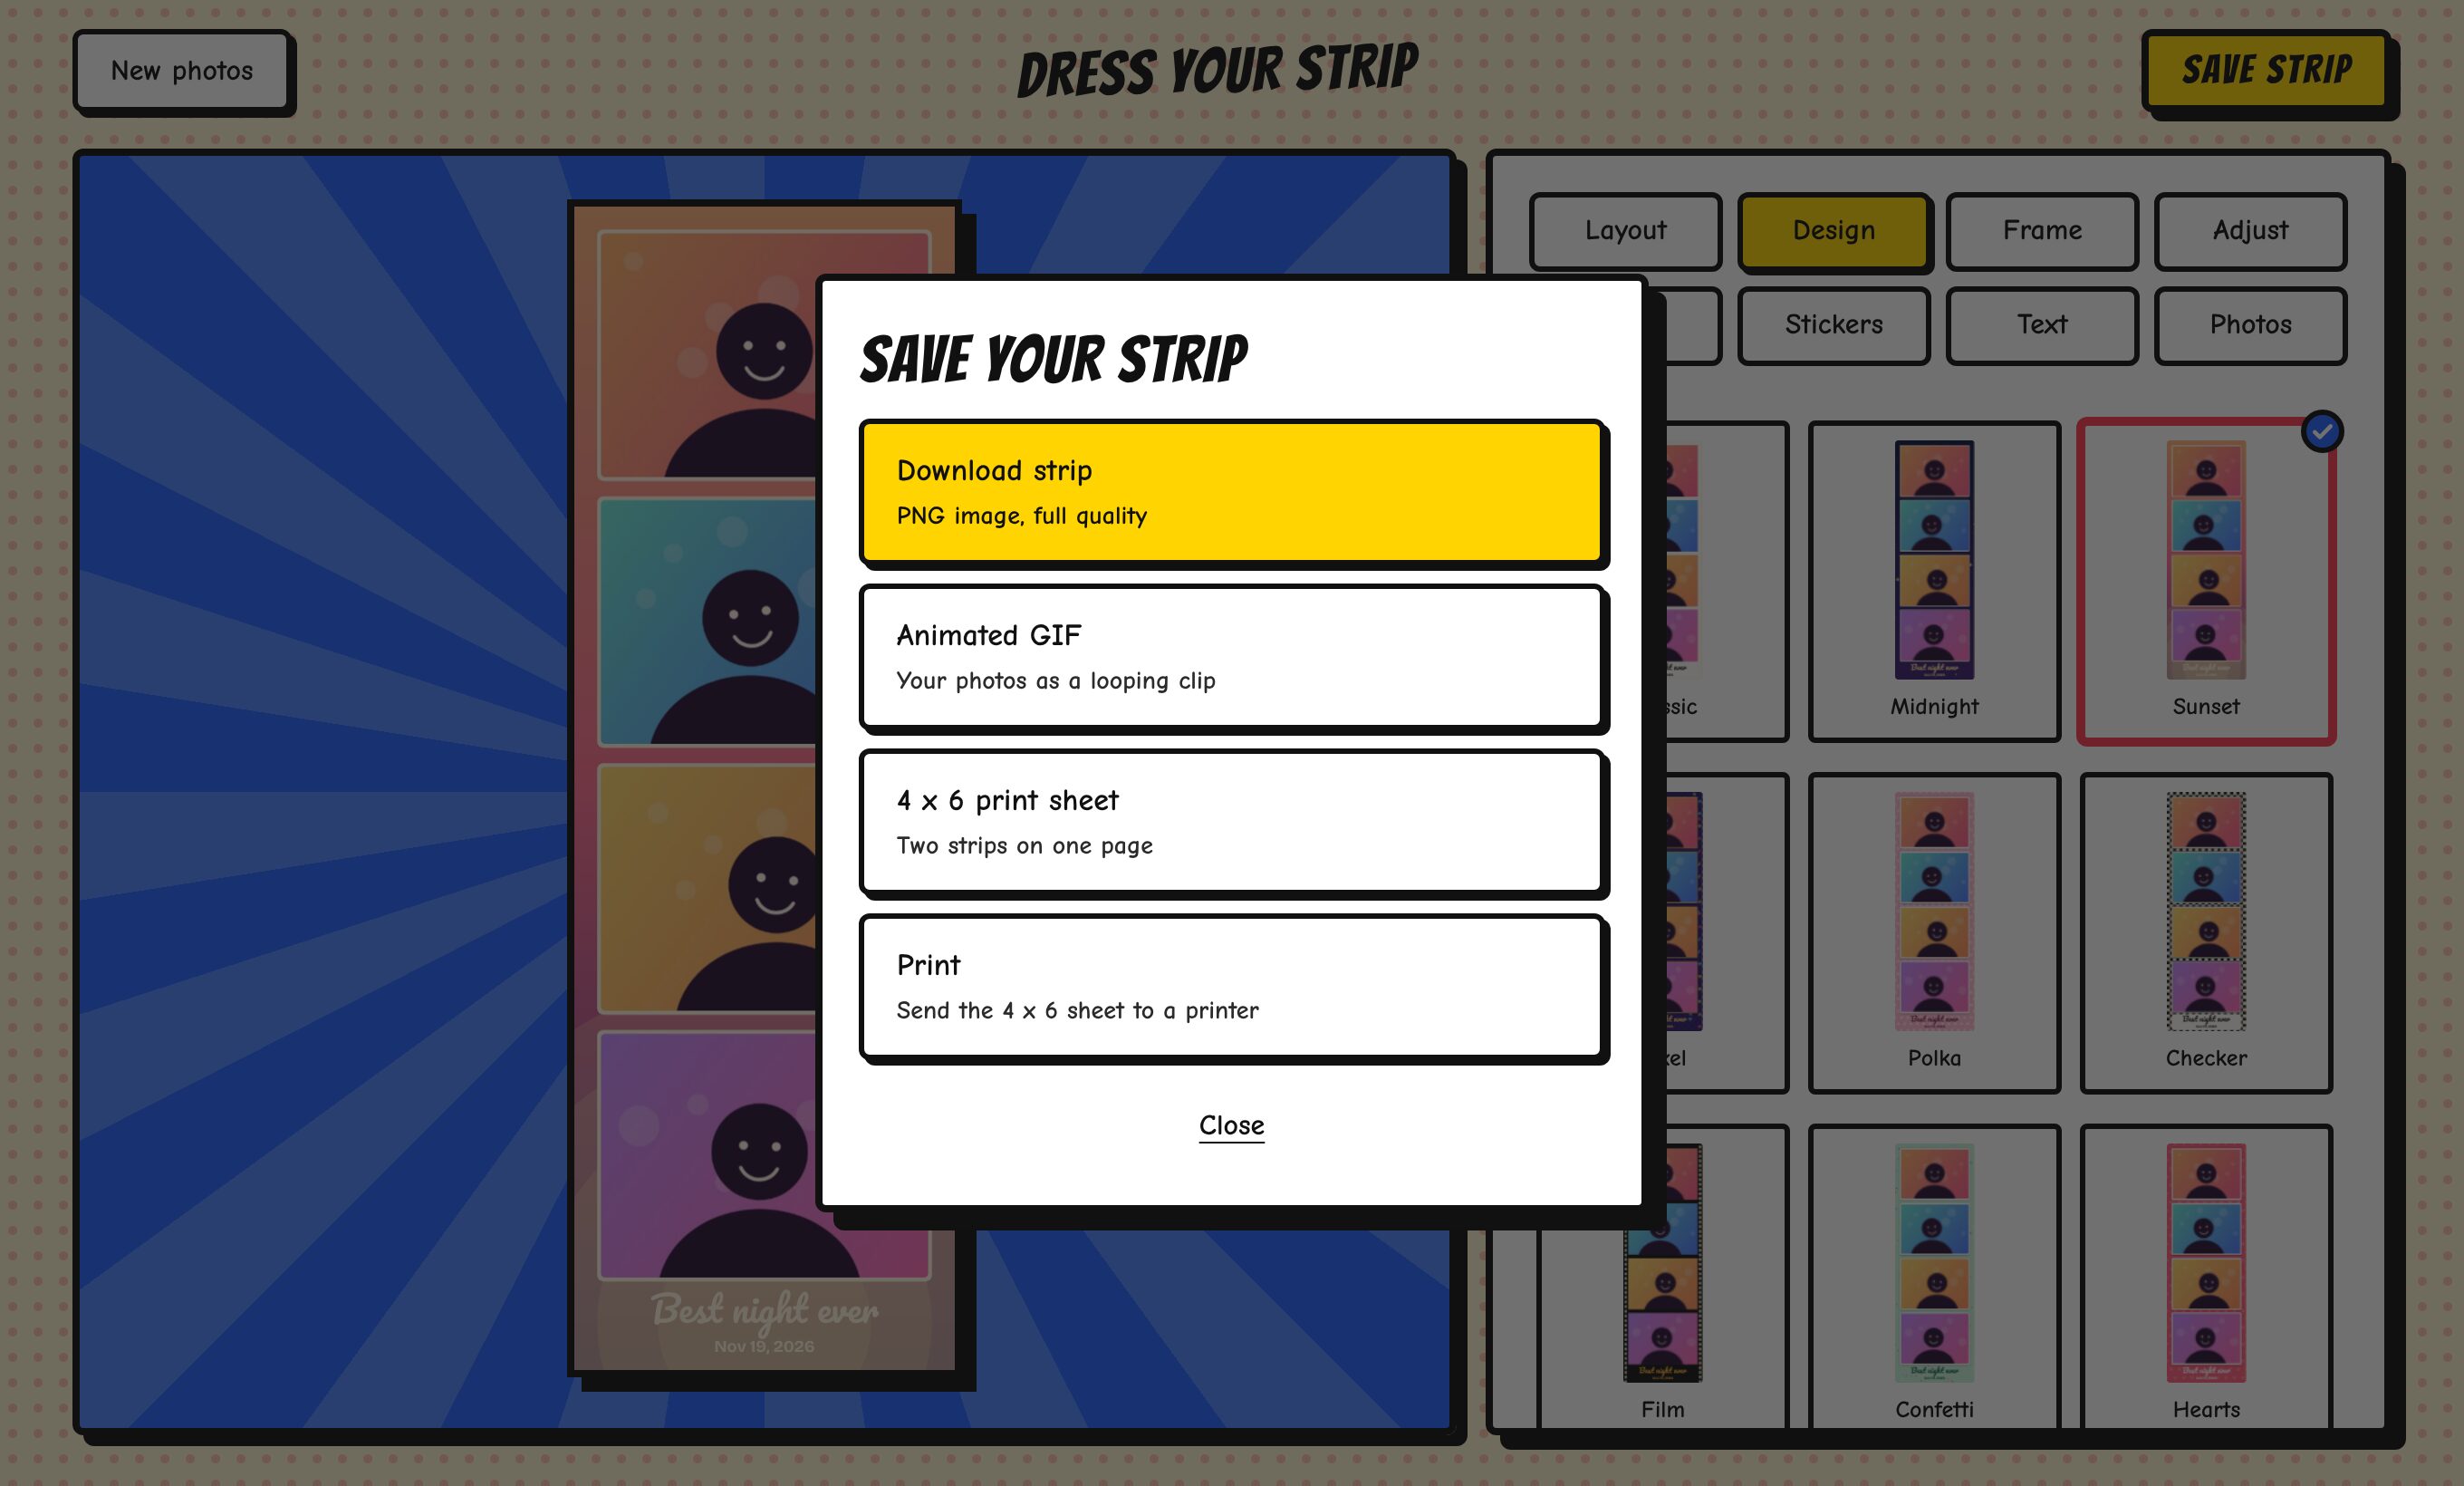 New photos
DRESS YOUR STRIP
SAVE STRIP
Layout
Design
Frame
Adjust
Stickers
Text
Photos
SAVE YOUR STRIP
Download strip
PNG image, full quality
Animated GIF
Your photos as a looping clip
4 x 6 print sheet
Two strips on one page
Print
Send the 4 x 6 sheet to a printer
Close
Best night ever
Nov 19, 2026
Midnight
Sunset
Polka
Checker
Film
Confetti
Hearts